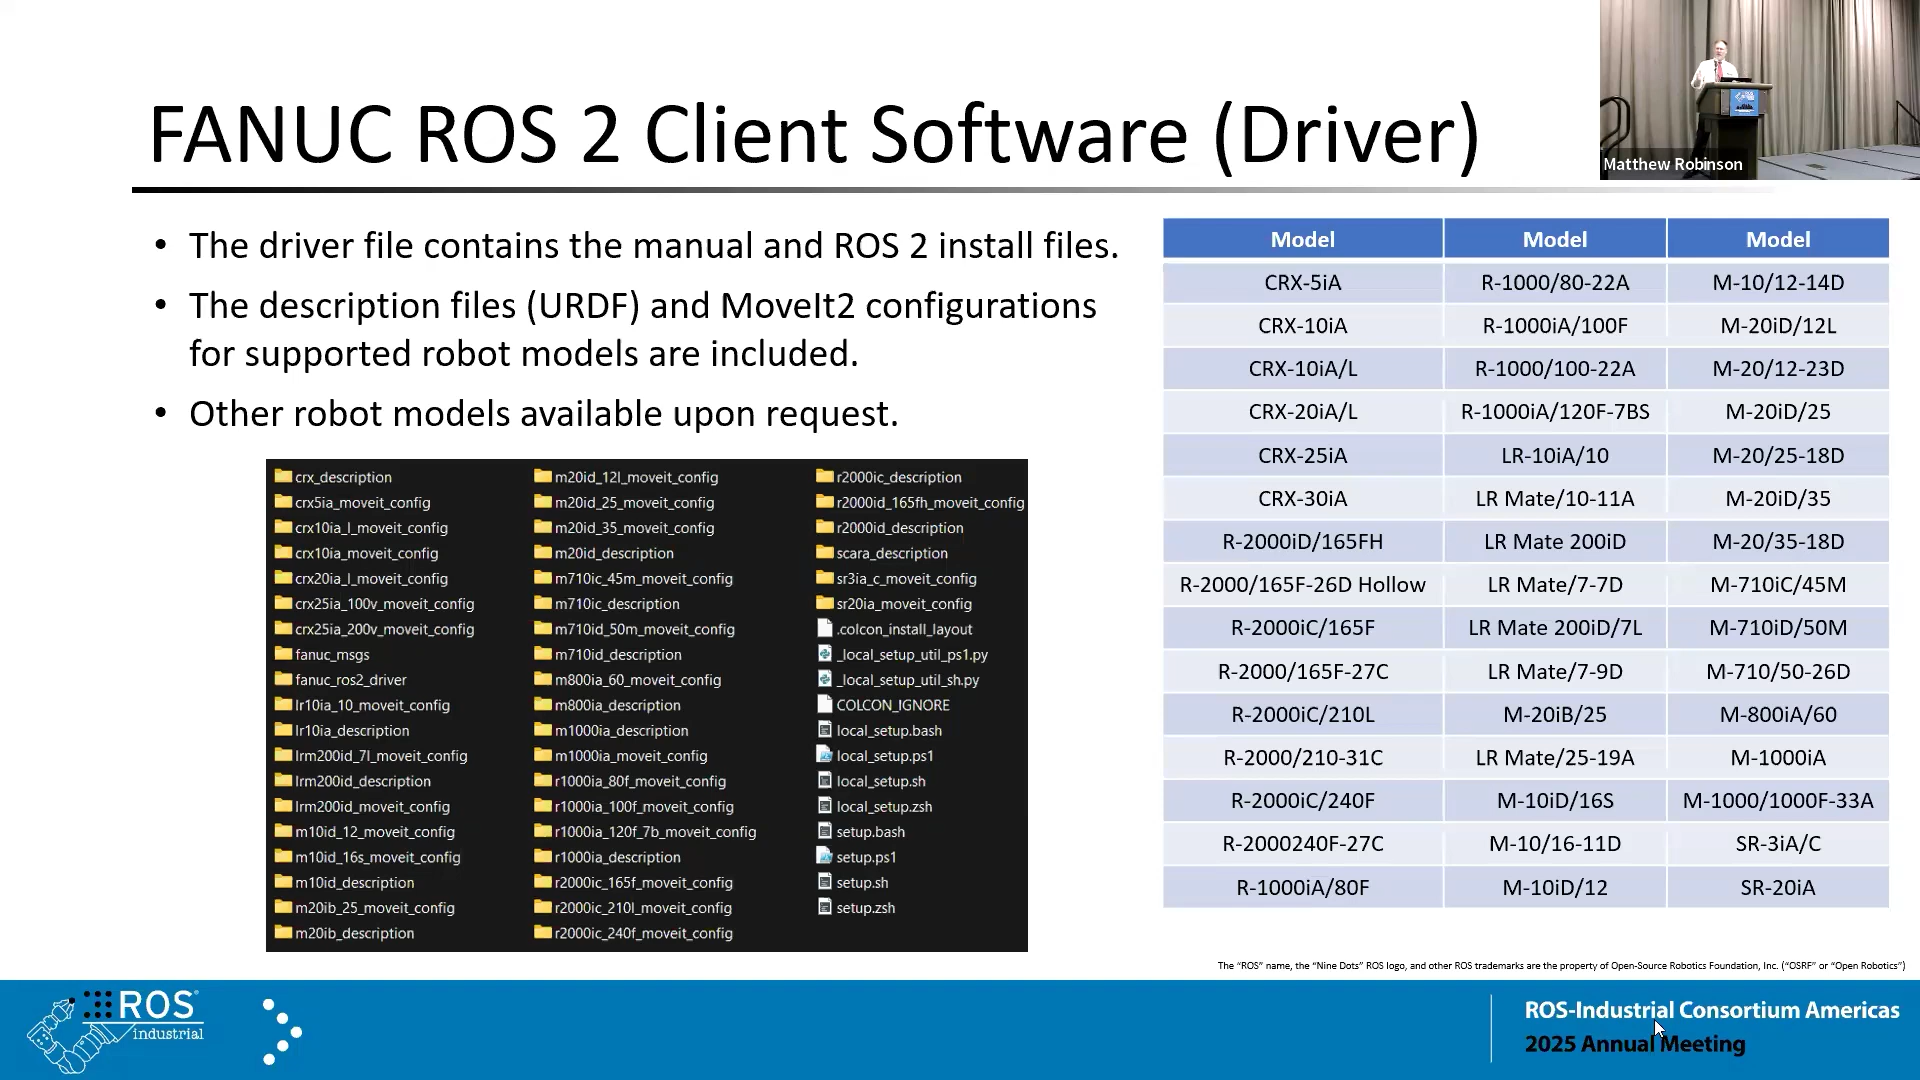 Matthew Robinson
FANUC ROS 2 Client Software (Driver)
• The driver file contains the manual and ROS 2 install files.
• The description files (URDF) and MoveIt2 configurations
for supported robot models are included.
• Other robot models available upon request.
crx_description
crx5ia_moveit_config
crx10ia_l_moveit_config
crx10ia_moveit_config
crx20ia_l_moveit_config
crx25ia_100v_moveit_config
crx25ia_200v_moveit_config
fanuc_msgs
fanuc_ros2_driver
lr10ia_10_moveit_config
lr10ia_description
lrm200id_7l_moveit_config
lrm200id_description
lrm200id_moveit_config
m10id_12_moveit_config
m10id_16s_moveit_config
m10id_description
m20ib_25_moveit_config
m20ib_description
m20id_12l_moveit_config
m20id_25_moveit_config
m20id_35_moveit_config
m20id_description
m710ic_45m_moveit_config
m710ic_description
m710id_50m_moveit_config
m710id_description
m800ia_60_moveit_config
m800ia_description
m1000ia_description
m1000ia_moveit_config
r1000ia_80f_moveit_config
r1000ia_100f_moveit_config
r1000ia_120f_7b_moveit_config
r1000ia_description
r2000ic_165f_moveit_config
r2000ic_210l_moveit_config
r2000ic_240f_moveit_config
r2000ic_description
r2000id_165fh_moveit_config
r2000id_description
scara_description
sr3ia_c_moveit_config
sr20ia_moveit_config
.colcon_install_layout
_local_setup_util_ps1.py
_local_setup_util_sh.py
COLCON_IGNORE
local_setup.bash
local_setup.ps1
local_setup.sh
local_setup.zsh
setup.bash
setup.ps1
setup.sh
setup.zsh
Model Model Model
CRX-5iA R-1000/80-22A M-10/12-14D
CRX-10iA R-1000iA/100F M-20iD/12L
CRX-10iA/L R-1000/100-22A M-20/12-23D
CRX-20iA/L R-1000iA/120F-7BS M-20iD/25
CRX-25iA LR-10iA/10 M-20/25-18D
CRX-30iA LR Mate/10-11A M-20iD/35
R-2000iD/165FH LR Mate 200iD M-20/35-18D
R-2000/165F-26D Hollow LR Mate/7-7D M-710iC/45M
R-2000iC/165F LR Mate 200iD/7L M-710iD/50M
R-2000/165F-27C LR Mate/7-9D M-710/50-26D
R-2000iC/210L M-20iB/25 M-800iA/60
R-2000/210-31C LR Mate/25-19A M-1000iA
R-2000iC/240F M-10iD/16S M-1000/1000F-33A
R-2000240F-27C M-10/16-11D SR-3iA/C
R-1000iA/80F M-10iD/12 SR-20iA
The “ROS” name, the “Nine Dots” ROS logo, and other ROS trademarks are the property of Open-Source Robotics Foundation, Inc. (“OSRF” or “Open Robotics”)
ROS®
industrial
ROS-Industrial Consortium Americas
2025 Annual Meeting